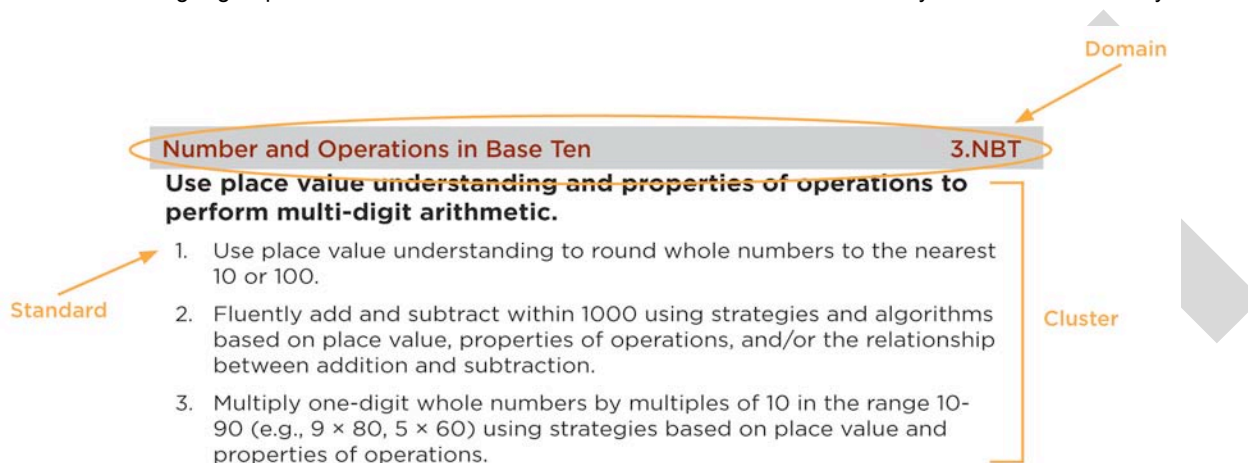 Domain
Number and Operations in Base Ten 3.NBT
Use place value understanding and properties of operations to
perform multi-digit arithmetic.
1. Use place value understanding to round whole numbers to the nearest
10 or 100.
Standard
2. Fluently add and subtract within 1000 using strategies and algorithms
based on place value, properties of operations, and/or the relationship
between addition and subtraction.
Cluster
3. Multiply one-digit whole numbers by multiples of 10 in the range 10-
90 (e.g., 9 × 80, 5 × 60) using strategies based on place value and
properties of operations.